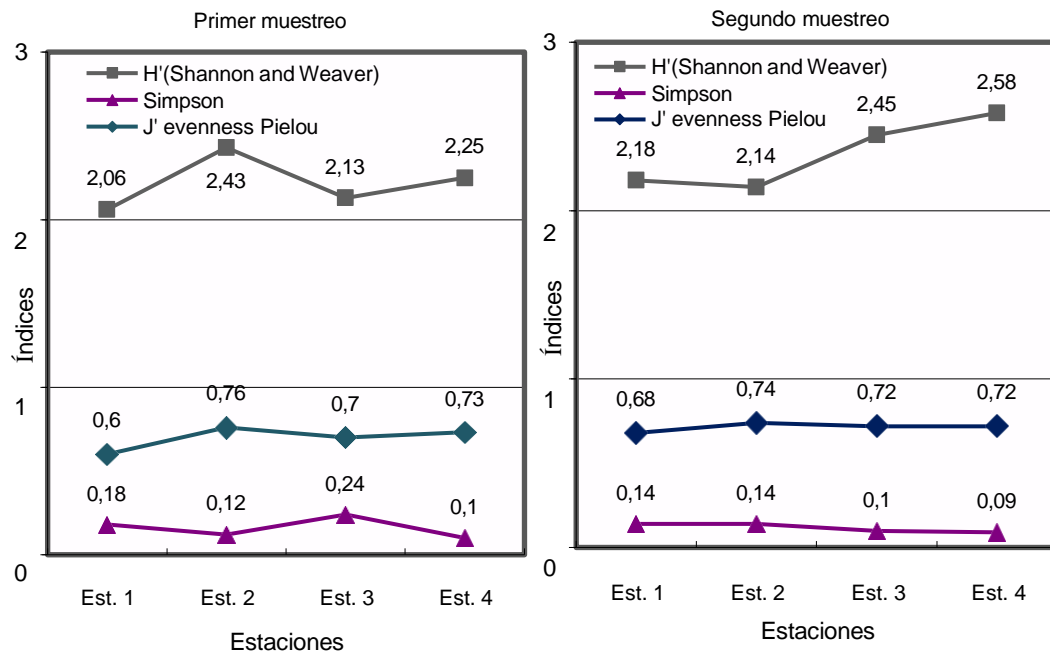 Primer muestreo
3
H'(Shannon and Weaver)
Simpson
J' evenness Pielou
2,06
2,43
2,13
2,25
2
Índices
1
0,6
0,76
0,7
0,73
0,18
0,12
0,24
0,1
0
Est. 1 Est. 2 Est. 3 Est. 4
Estaciones
Segundo muestreo
3
H'(Shannon and Weaver)
Simpson
J' evenness Pielou
2,18
2,14
2,45
2,58
2
Índices
1
0,68
0,74
0,72
0,72
0,14
0,14
0,1
0,09
0
Est. 1 Est. 2 Est. 3 Est. 4
Estaciones